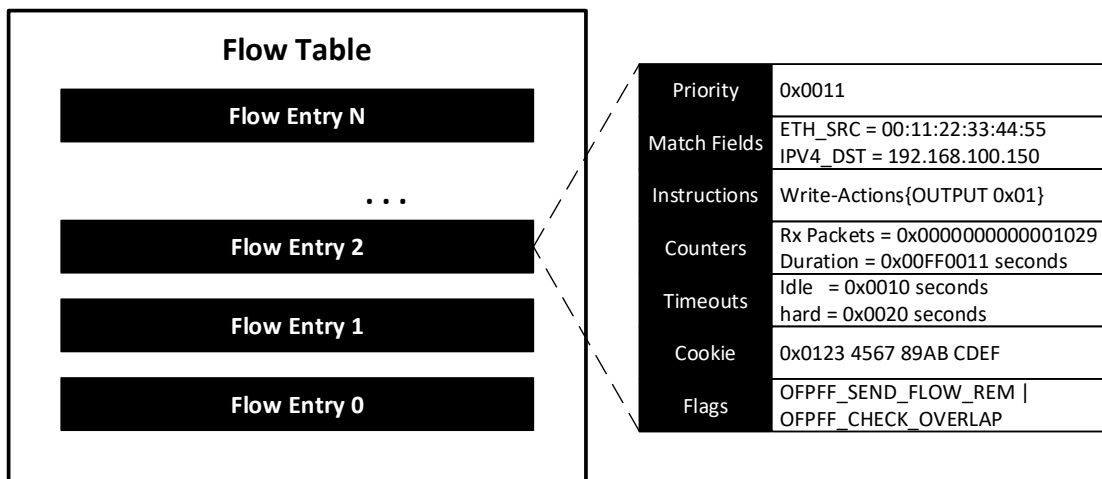 Flow Table
Flow Entry N
...
Flow Entry 2
Flow Entry 1
Flow Entry 0
Priority 0x0011
Match Fields ETH_SRC = 00:11:22:33:44:55
IPV4_DST = 192.168.100.150
Instructions Write-Actions{OUTPUT 0x01}
Counters Rx Packets = 0x0000000000001029
Duration = 0x00FF0011 seconds
Timeouts Idle = 0x0010 seconds
hard = 0x0020 seconds
Cookie 0x0123 4567 89AB CDEF
Flags OFPFF_SEND_FLOW_REM |
OFPFF_CHECK_OVERLAP